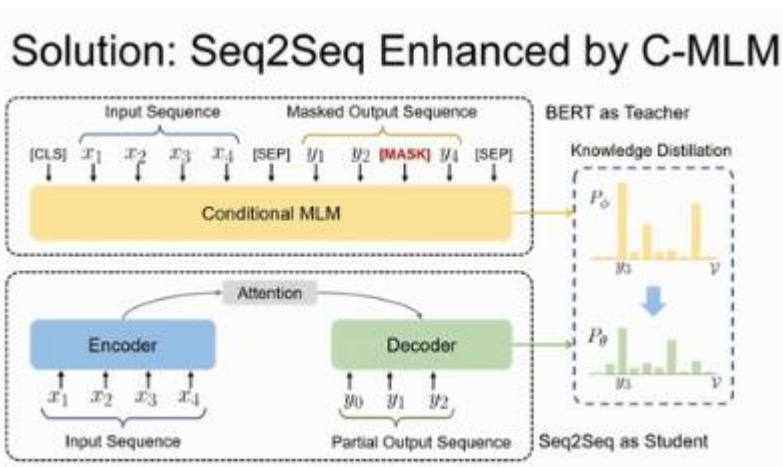 Solution: Seq2Seq Enhanced by C-MLM
Input Sequence
Masked Output Sequence
BERT as Teacher
[CLS] x1 x2 x3 x4 [SEP] y1 y2 [MASK] y4 [SEP]
Conditional MLM
Knowledge Distillation
Pϕ
y3 𝒱
Attention
Encoder
Decoder
Pθ
y3 𝒱
x1 x2 x3 x4
y0 y1 y2
Input Sequence
Partial Output Sequence
Seq2Seq as Student